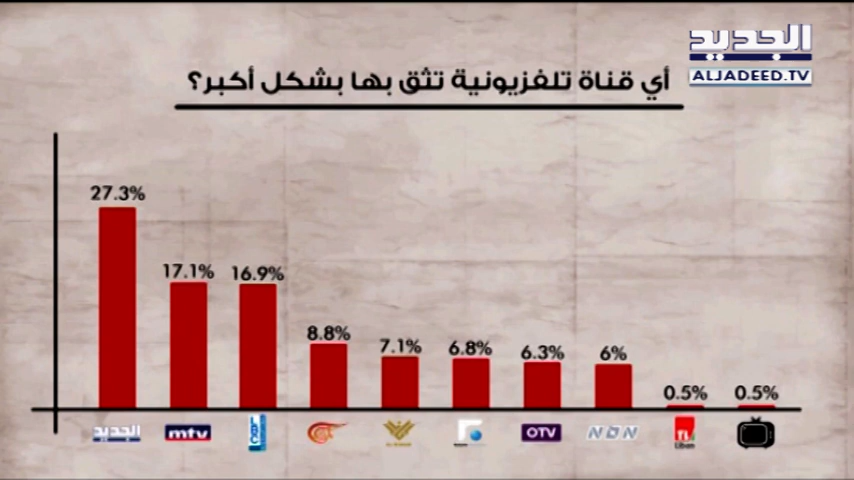 الجديد
ALJADEED.TV
أي قناة تلفزيونية تثق بها بشكل أكبر؟
27.3%
17.1%
16.9%
8.8%
7.1%
6.8%
6.3%
6%
0.5%
0.5%
الجديد
mtv
OTV
NBN
Liban